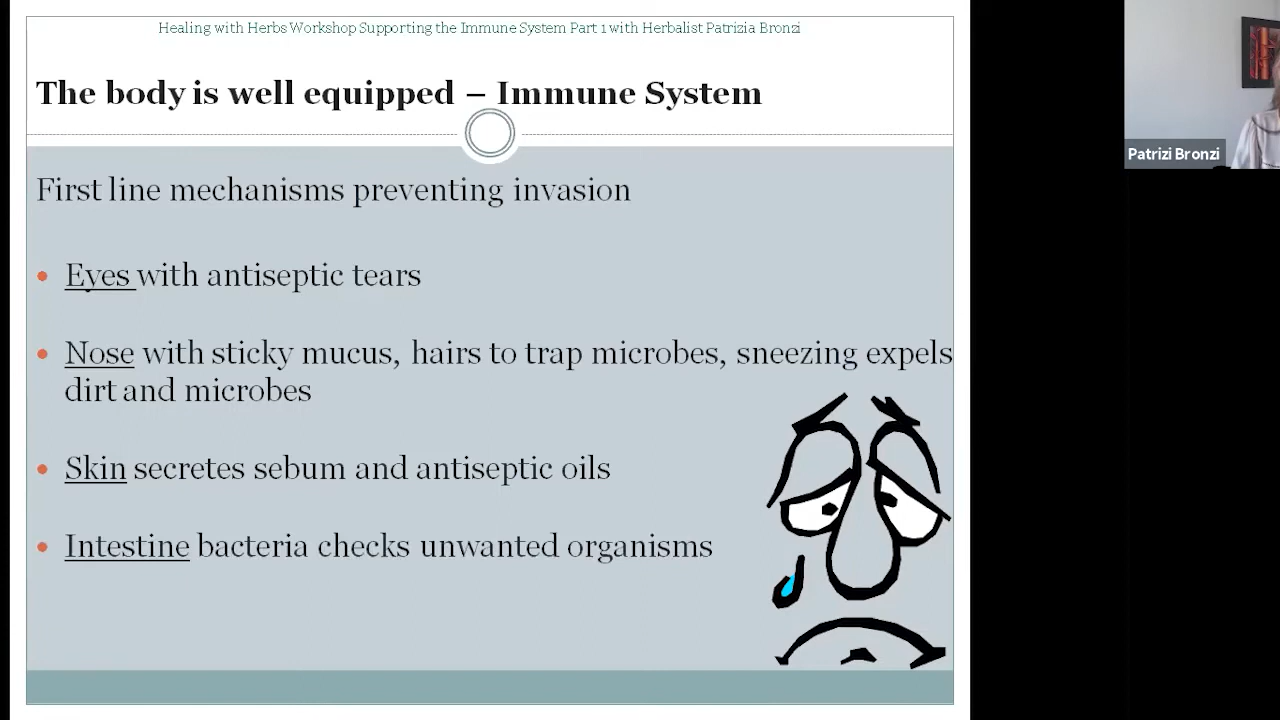 Healing with Herbs Workshop Supporting the Immune System Part 1 with Herbalist Patrizia Bronzi
The body is well equipped – Immune System
First line mechanisms preventing invasion
• Eyes with antiseptic tears
• Nose with sticky mucus, hairs to trap microbes, sneezing expels
dirt and microbes
• Skin secretes sebum and antiseptic oils
• Intestine bacteria checks unwanted organisms
Patrizi Bronzi